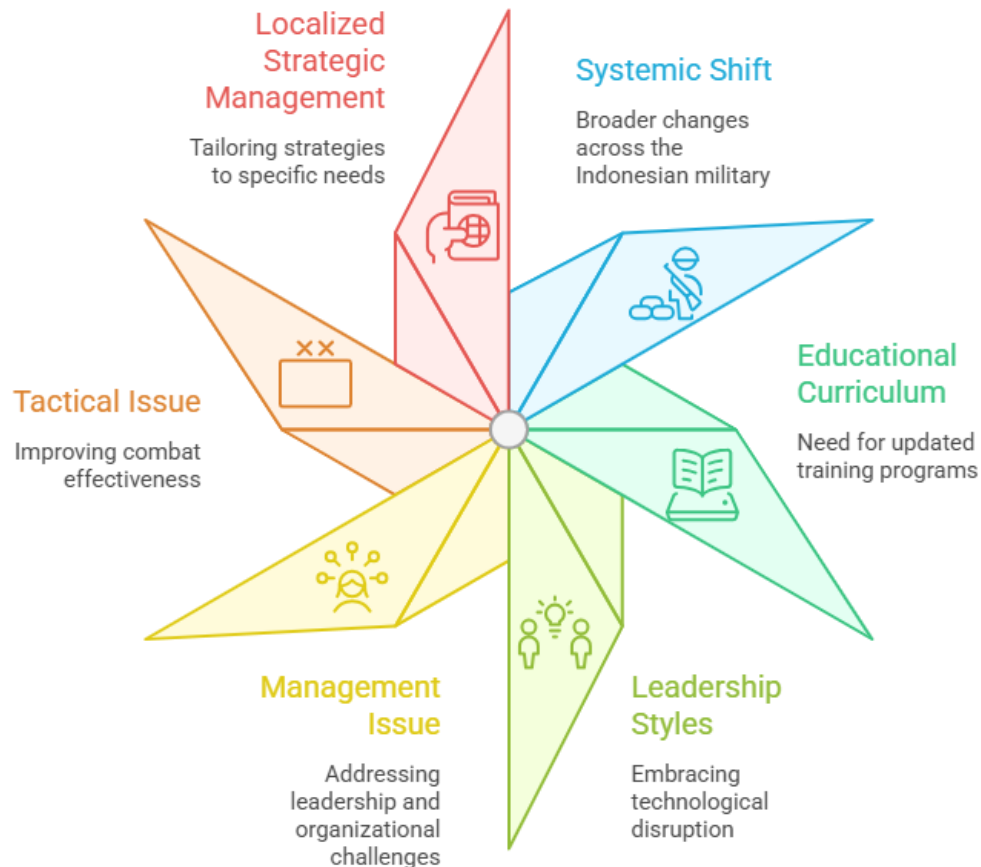 Localized
Strategic
Management
Tailoring strategies
to specific needs
Systemic Shift
Broader changes
across the
Indonesian military
Educational
Curriculum
Need for updated
training programs
Tactical Issue
Improving combat
effectiveness
Management
Issue
Addressing
leadership and
organizational
challenges
Leadership
Styles
Embracing
technological
disruption